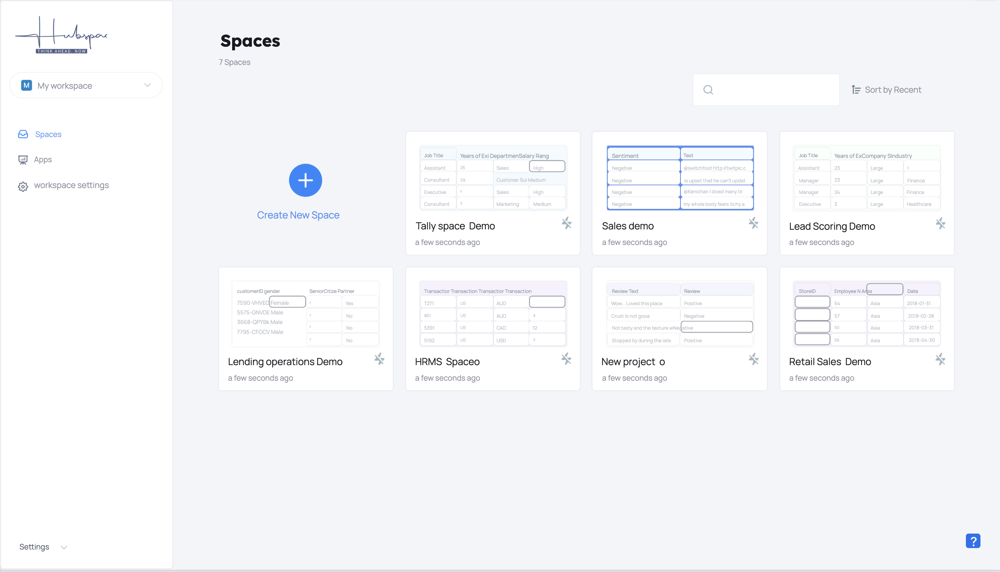 Hubspac
THINK AHEAD, NOW
M My workspace
Spaces
Apps
workspace settings
Settings
Spaces
7 Spaces
Sort by Recent
Create New Space
Job Title Years of Exi DepartmenSalary Rang
Assistant 25 Sales High
Consultant 29 Customer Sul Medium
Executive 6 Sales High
Consultant 3 Marketing Medium
Tally space Demo
a few seconds ago
Sentiment Text
Negative @switchfoot http://twitpic.c
Negative is upset that he can't updat
Negative @Kenichan I dived many tir
Negative my whole body feels itchy a
Sales demo
a few seconds ago
Job Title Years of ExCompany SIndustry
Assistant 23 Large I
Manager 23 Large Finance
Manager 24 Large Finance
Executive 3 Large Healthcare
Lead Scoring Demo
a few seconds ago
customerID gender SeniorCitize Partner
7590-VHVEG Female 0 Yes
5575-GNVDE Male 0 No
3668-QPYBk Male 0 No
7795-CFOCV Male 0 No
Lending operations Demo
a few seconds ago
Transactior Transaction Transactior Transaction
7271 US AUD
861 US AUD 8
5391 US CAD 12
5192 US USD 5
HRMS Spaceo
a few seconds ago
Review Text Review
Wow... Loved this place Positive
Crust is not gooa Negative
Not tasty and the texture wNegative
Stopped by during the late Positive
New project o
a few seconds ago
StoreID Employee N Area Date
54 Asia 2018-01-31
57 Asia 2018-02-28
50 Asia 2018-03-31
56 Asia 2018-04-30
Retail Sales Demo
a few seconds ago
?